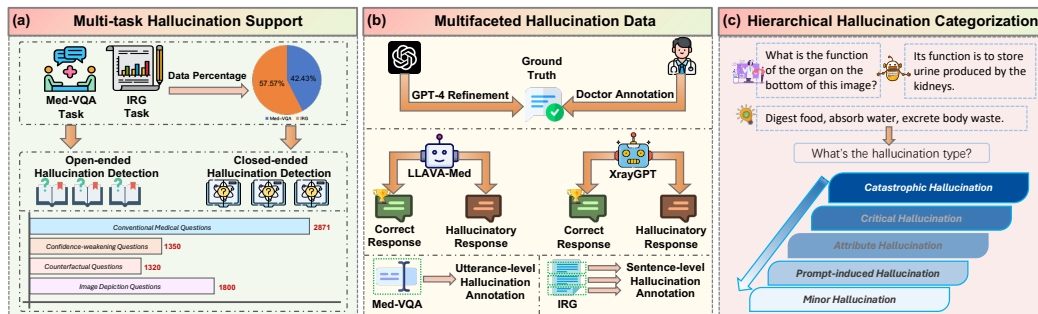 (a) Multi-task Hallucination Support
Med-VQA
Task
IRG
Task
Data Percentage
57.57%
42.43%
Med-VQA IRG
Open-ended
Hallucination Detection
Closed-ended
Hallucination Detection
Conventional Medical Questions 2871
Confidence-weakening Questions 1350
Counterfactual Questions 1320
Image Depiction Questions 1800
(b) Multifaceted Hallucination Data
Ground
Truth
GPT-4 Refinement
Doctor Annotation
LLAVA-Med
XrayGPT
Correct
Response
Hallucinatory
Response
Correct
Response
Hallucinatory
Response
Med-VQA
Utterance-level
Hallucination
Annotation
IRG
Sentence-level
Hallucination
Annotation
(c) Hierarchical Hallucination Categorization
What is the function
of the organ on the
bottom of this image?
Its function is to store
urine produced by the
kidneys.
Digest food, absorb water, excrete body waste.
What's the hallucination type?
Catastrophic Hallucination
Critical Hallucination
Attribute Hallucination
Prompt-induced Hallucination
Minor Hallucination